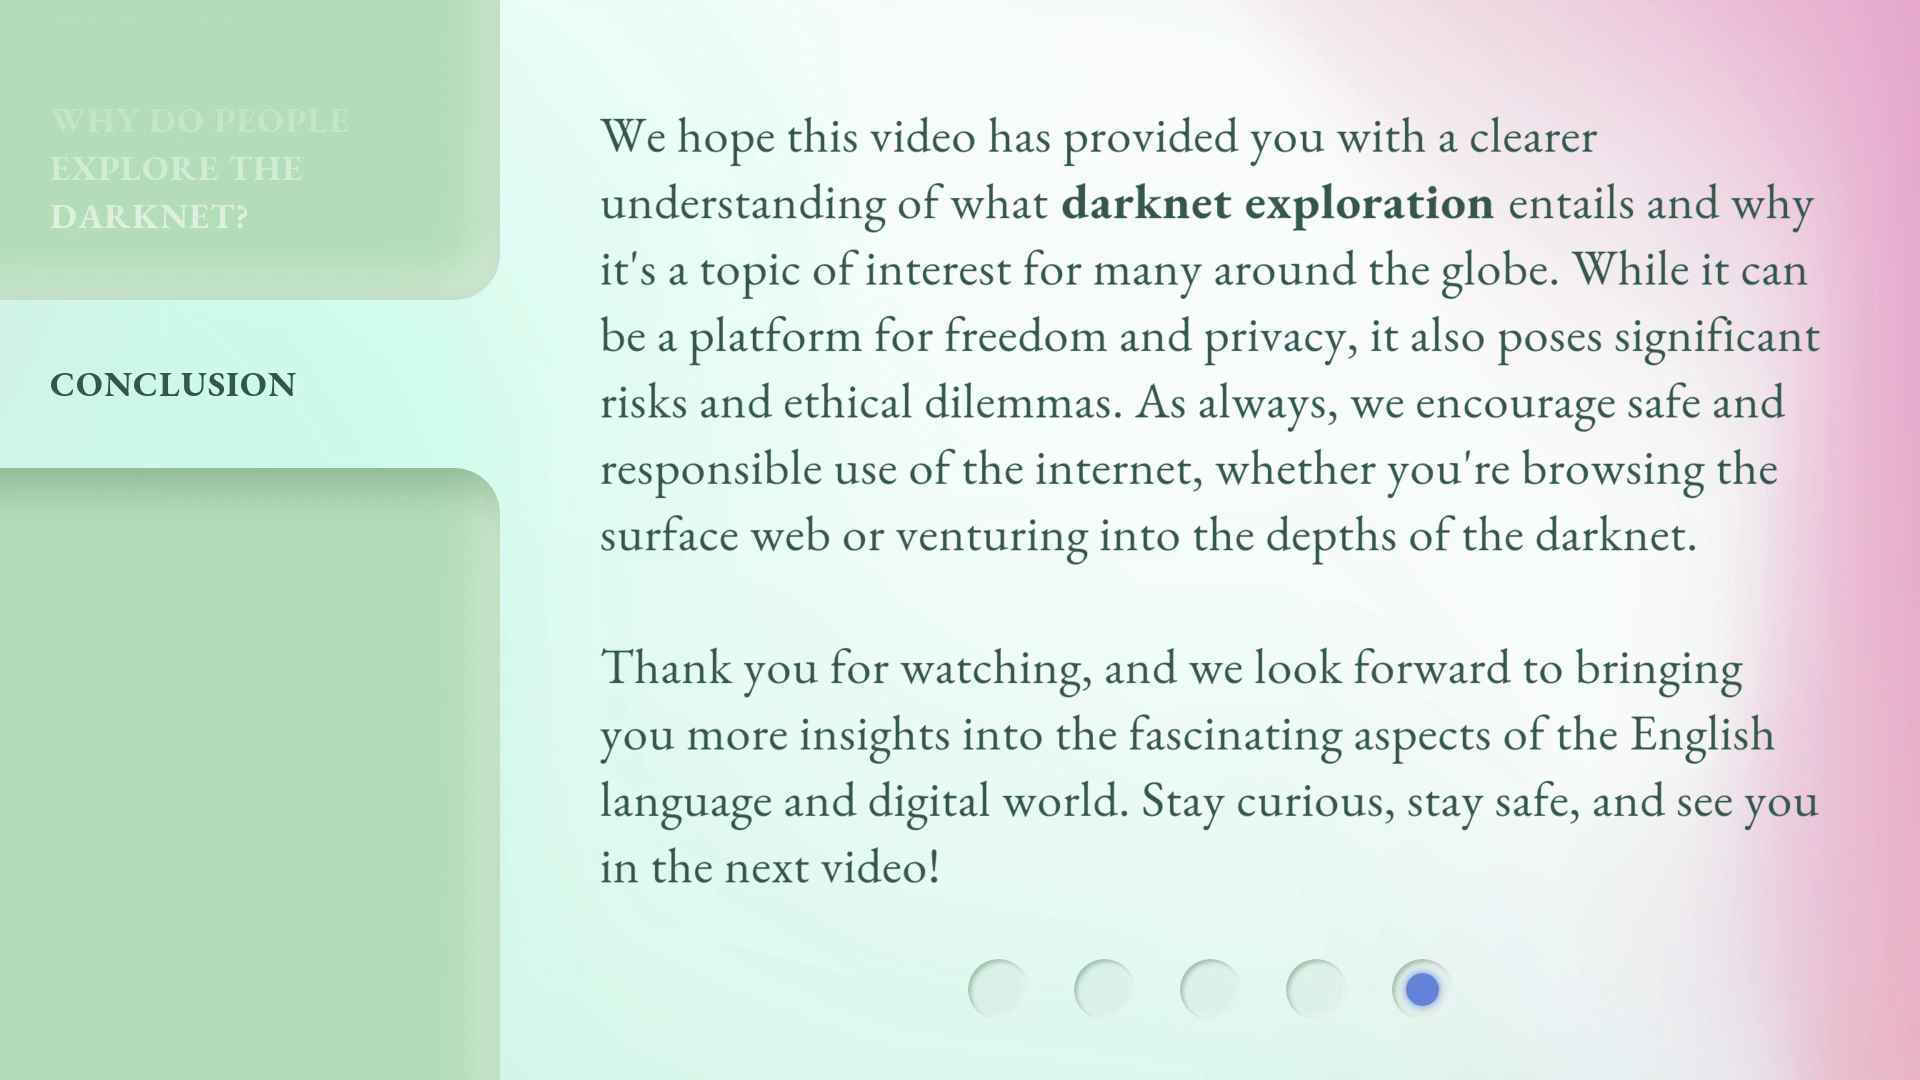 WHY DO PEOPLE
EXPLORE THE
DARKNET?
CONCLUSION
We hope this video has provided you with a clearer
understanding of what darknet exploration entails and why
it's a topic of interest for many around the globe. While it can
be a platform for freedom and privacy, it also poses significant
risks and ethical dilemmas. As always, we encourage safe and
responsible use of the internet, whether you're browsing the
surface web or venturing into the depths of the darknet.
Thank you for watching, and we look forward to bringing
you more insights into the fascinating aspects of the English
language and digital world. Stay curious, stay safe, and see you
in the next video!